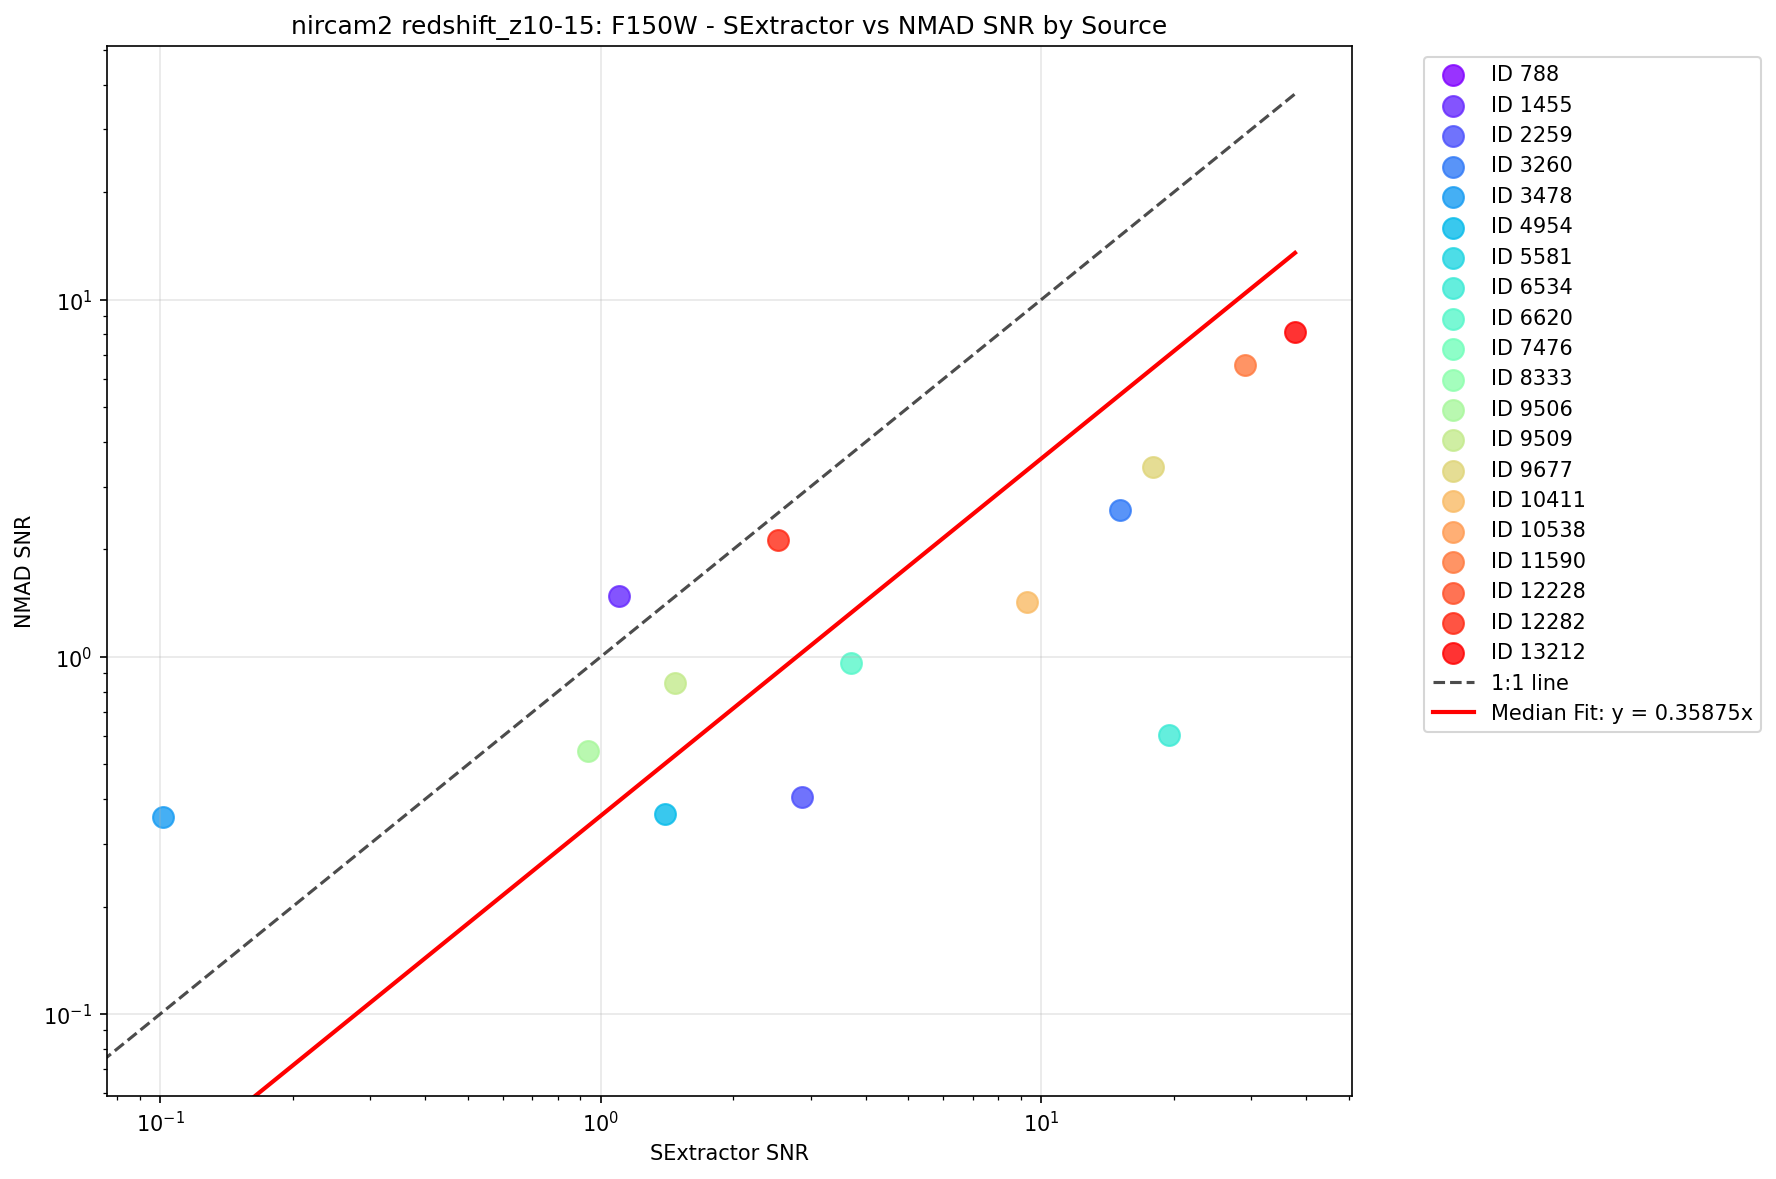 nircam2 redshift_z10-15: F150W - SExtractor vs NMAD SNR by Source
NMAD SNR
10¹
10⁰
10⁻¹
10⁻¹
10⁰
10¹
SExtractor SNR
ID 788
ID 1455
ID 2259
ID 3260
ID 3478
ID 4954
ID 5581
ID 6534
ID 6620
ID 7476
ID 8333
ID 9506
ID 9509
ID 9677
ID 10411
ID 10538
ID 11590
ID 12228
ID 12282
ID 13212
1:1 line
Median Fit: y = 0.35875x